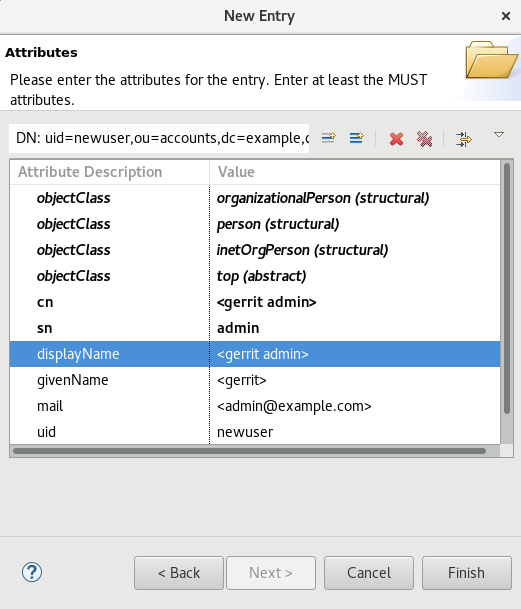 New Entry
Attributes
Please enter the attributes for the entry. Enter at least the MUST
attributes.
DN: uid=newuser,ou=accounts,dc=example,
Attribute Description Value
objectClass organizationalPerson (structural)
objectClass person (structural)
objectClass inetOrgPerson (structural)
objectClass top (abstract)
cn <gerrit admin>
sn admin
displayName <gerrit admin>
givenName <gerrit>
mail <admin@example.com>
uid newuser
< Back Next > Cancel Finish